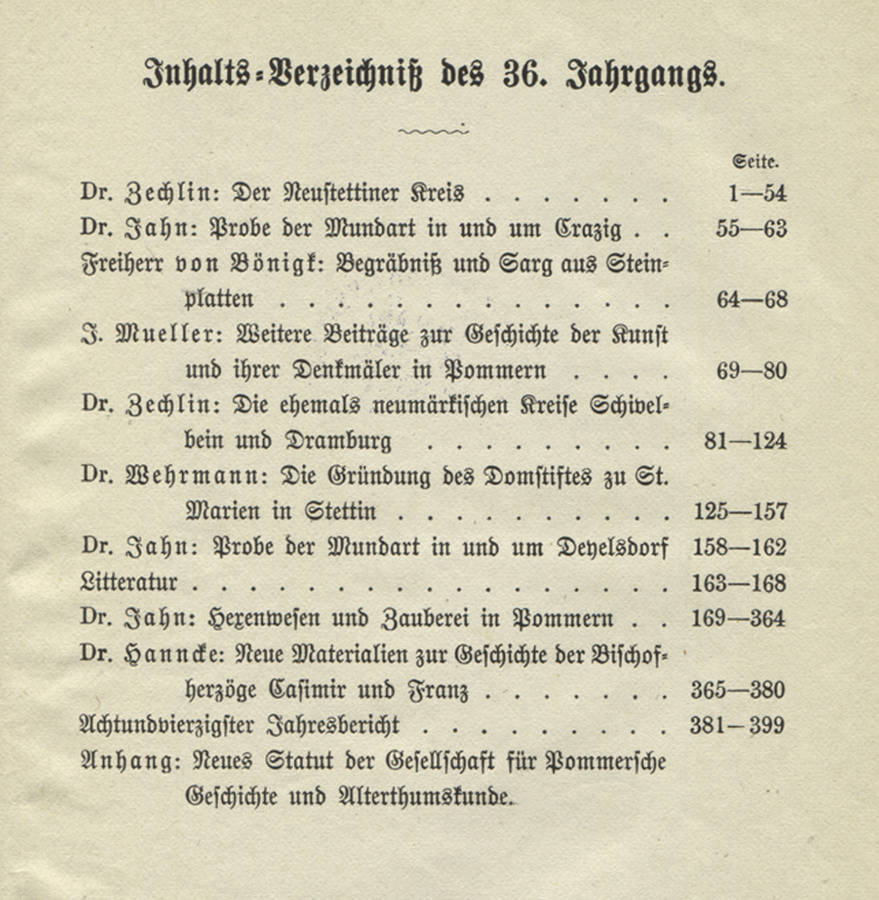 Inhalts-Verzeichniß des 36. Jahrgangs.
Seite.
Dr. Zechlin: Der Neustettiner Kreis . . . . . . . 1—54
Dr. Jahn: Probe der Mundart in und um Crazig . . 55—63
Freiherr von Bönigk: Begräbniß und Sarg aus Stein-
platten . . . . . . . . . . . . . . 64—68
J. Mueller: Weitere Beiträge zur Geschichte der Kunst
und ihrer Denkmäler in Pommern . . . . 69—80
Dr. Zechlin: Die ehemals neumärkischen Kreise Schivel-
bein und Dramburg . . . . . . . . . 81—124
Dr. Wehrmann: Die Gründung des Domstiftes zu St.
Marien in Stettin . . . . . . . . . . 125—157
Dr. Jahn: Probe der Mundart in und um Deyelsdorf 158—162
Litteratur . . . . . . . . . . . . . . . . . 163—168
Dr. Jahn: Hexenwesen und Zauberei in Pommern . . 169—364
Dr. Hanncke: Neue Materialien zur Geschichte der Bischof-
herzöge Casimir und Franz . . . . . . . 365—380
Achtundvierzigster Jahresbericht . . . . . . . . . 381—399
Anhang: Neues Statut der Gesellschaft für Pommersche
Geschichte und Alterthumskunde.